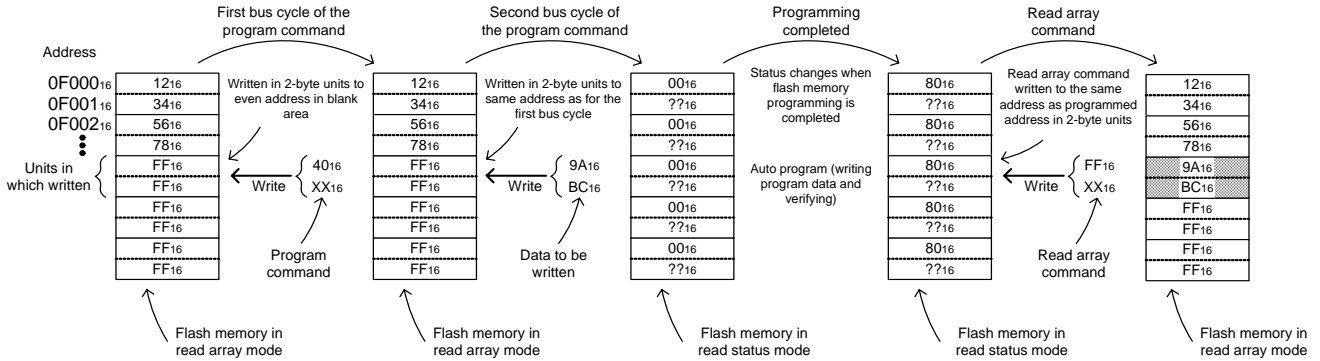 First bus cycle of the
program command
Second bus cycle of
the program command
Programming
completed
Read array
command
Address
0F000₁₆
0F001₁₆
0F002₁₆
Units in
which written
12₁₆
34₁₆
56₁₆
78₁₆
FF₁₆
FF₁₆
FF₁₆
FF₁₆
FF₁₆
FF₁₆
Flash memory in
read array mode
Written in 2-byte units to
even address in blank
area
Write
40₁₆
XX₁₆
Program
command
12₁₆
34₁₆
56₁₆
78₁₆
FF₁₆
FF₁₆
FF₁₆
FF₁₆
FF₁₆
FF₁₆
Flash memory in
read array mode
Written in 2-byte units to
same address as for the
first bus cycle
Write
9A₁₆
BC₁₆
Data to be
written
00₁₆
??₁₆
00₁₆
??₁₆
00₁₆
??₁₆
00₁₆
??₁₆
00₁₆
??₁₆
Flash memory in
read status mode
Status changes when
flash memory
programming is
completed
Auto program (writing
program data and
verifying)
80₁₆
??₁₆
80₁₆
??₁₆
80₁₆
??₁₆
80₁₆
??₁₆
80₁₆
??₁₆
Flash memory in
read status mode
Read array command
written to the same
address as programmed
address in 2-byte units
Write
FF₁₆
XX₁₆
Read array
command
12₁₆
34₁₆
56₁₆
78₁₆
9A₁₆
BC₁₆
FF₁₆
FF₁₆
FF₁₆
FF₁₆
Flash memory in
read array mode